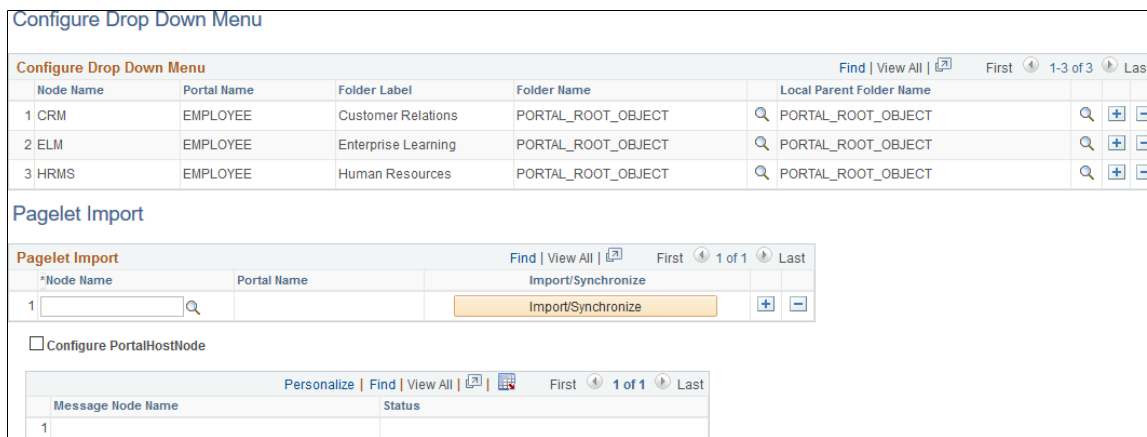 Configure Drop Down Menu
Configure Drop Down Menu Find | View All | First 1-3 of 3 Las
Node Name Portal Name Folder Label Folder Name Local Parent Folder Name
1 CRM EMPLOYEE Customer Relations PORTAL_ROOT_OBJECT PORTAL_ROOT_OBJECT
2 ELM EMPLOYEE Enterprise Learning PORTAL_ROOT_OBJECT PORTAL_ROOT_OBJECT
3 HRMS EMPLOYEE Human Resources PORTAL_ROOT_OBJECT PORTAL_ROOT_OBJECT
Pagelet Import
Pagelet Import Find | View All | First 1 of 1 Last
*Node Name Portal Name Import/Synchronize
1 Import/Synchronize
Configure PortalHostNode
Personalize | Find | View All | | First 1 of 1 Last
Message Node Name Status
1